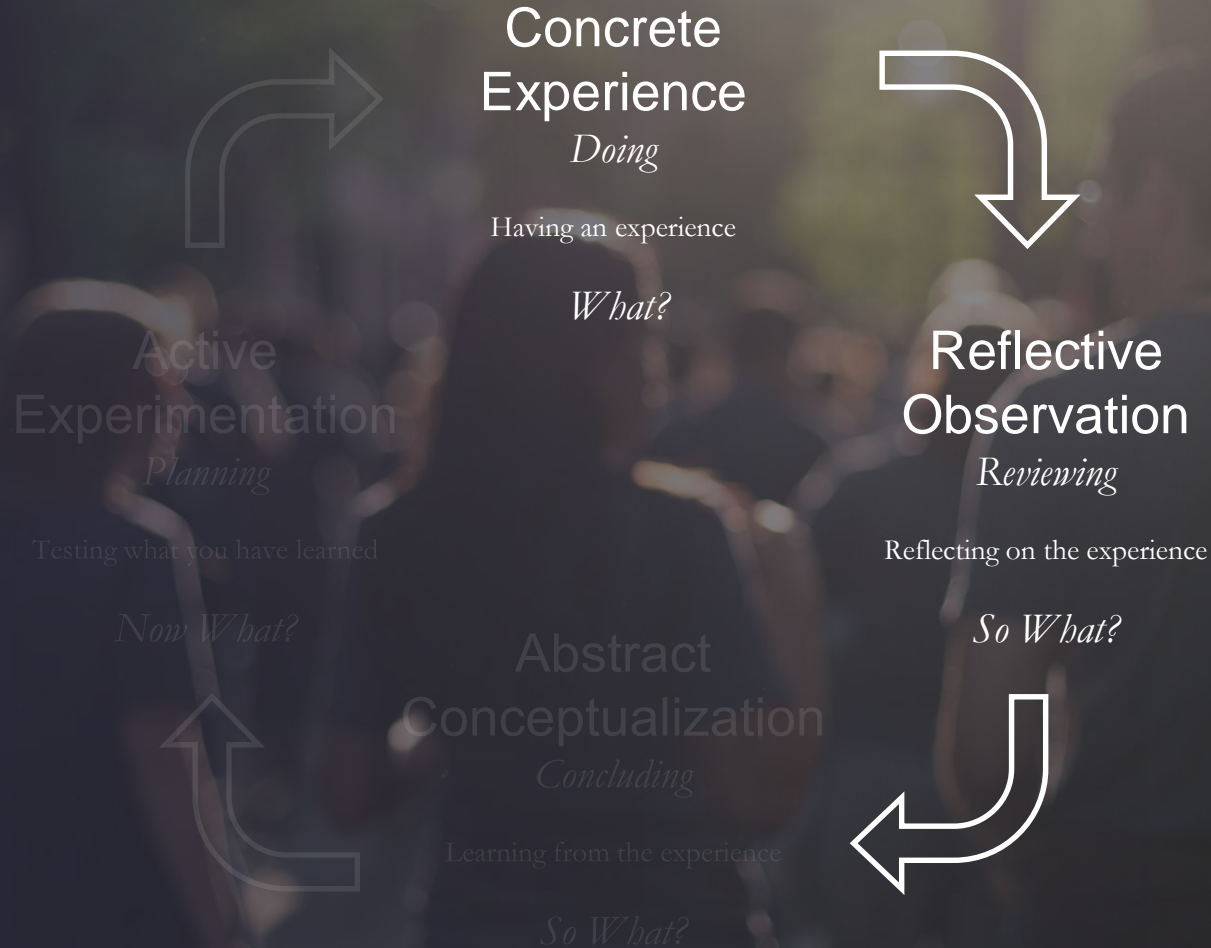 Concrete
Experience
Doing
Having an experience
What?
Reflective
Observation
Reviewing
Reflecting on the experience
So What?
Abstract
Conceptualization
Concluding
Learning from the experience
So What?
Active
Experimentation
Planning
Testing what you have learned
Now What?